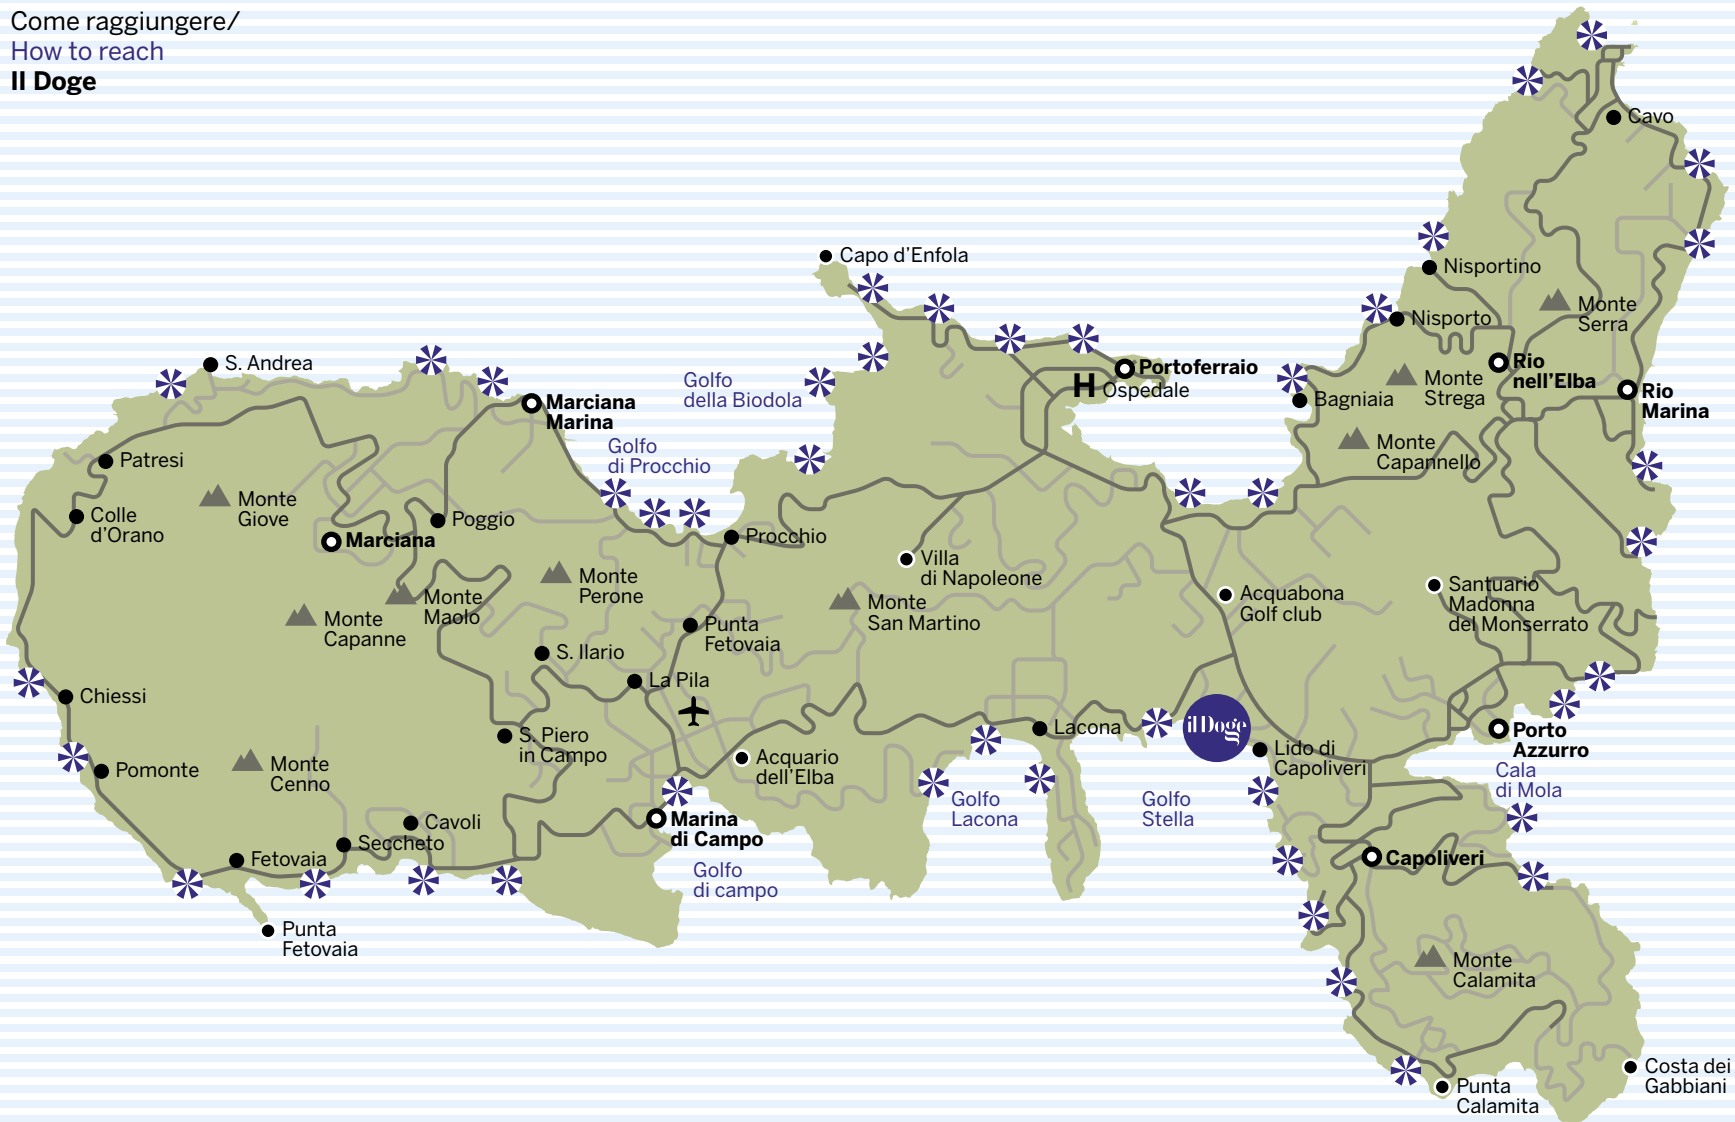 Come raggiungere/
How to reach
Il Doge
Cavo
Capo d'Enfola
Nisportino
Monte
Serra
Nisporto
S. Andrea
Portoferraio
H Ospedale
Rio
nell'Elba
Golfo
della Biodola
Monte
Strega
Rio
Marina
Bagniaia
Marciana
Marina
Golfo
di Procchio
Monte
Capannello
Patresi
Monte
Giove
Colle
d'Orano
Poggio
Marciana
Procchio
Villa
di Napoleone
Monte
Perone
Monte
Maolo
Monte
Capanne
Monte
San Martino
Acquabona
Golf club
Santuario
Madonna
del Monserrato
Punta
Fetovaia
S. Ilario
La Pila
Chiessi
S. Piero
in Campo
Lacona
il Doge
Lido di
Capoliveri
Porto
Azzurro
Cala
di Mola
Acquario
dell'Elba
Pomonte
Monte
Cenno
Golfo
Lacona
Golfo
Stella
Cavoli
Seccheto
Fetovaia
Marina
di Campo
Golfo
di campo
Capoliveri
Punta
Fetovaia
Monte
Calamita
Costa dei
Gabbiani
Punta
Calamita